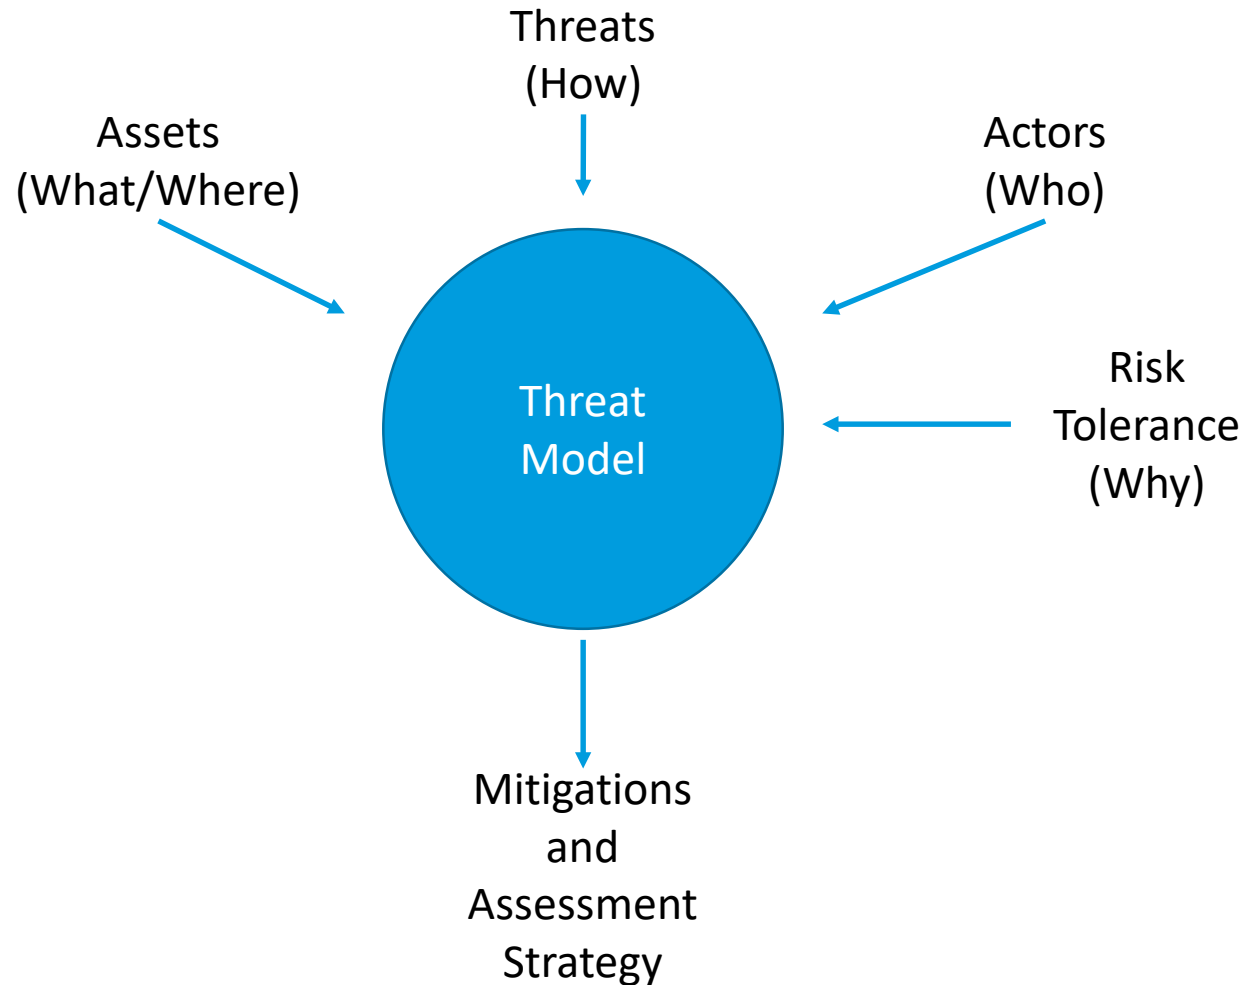 Threats
(How)
Assets
(What/Where)
Actors
(Who)
Risk
Tolerance
(Why)
Threat
Model
Mitigations
and
Assessment
Strategy